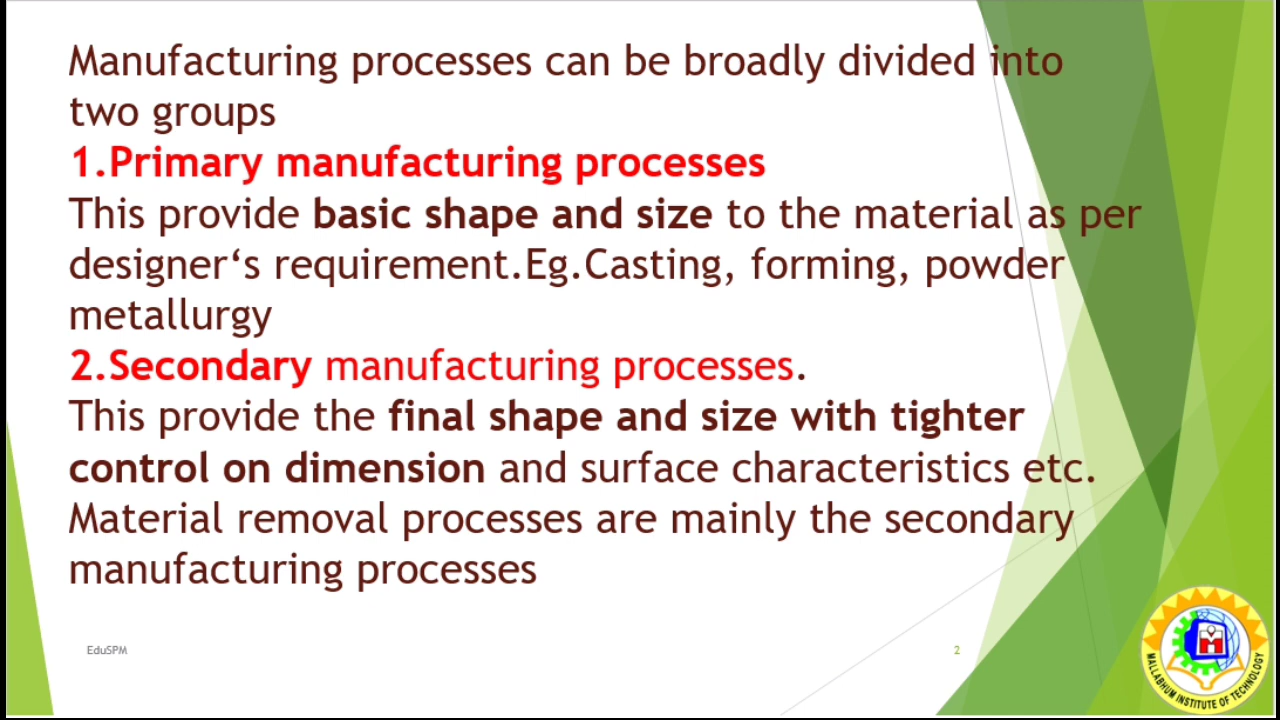 Manufacturing processes can be broadly divided into
two groups
1.Primary manufacturing processes
This provide basic shape and size to the material as per
designer‘s requirement.Eg.Casting, forming, powder
metallurgy
2.Secondary manufacturing processes.
This provide the final shape and size with tighter
control on dimension and surface characteristics etc.
Material removal processes are mainly the secondary
manufacturing processes
EduSPM
2
MALLABHUM INSTITUTE OF TECHNOLOGY